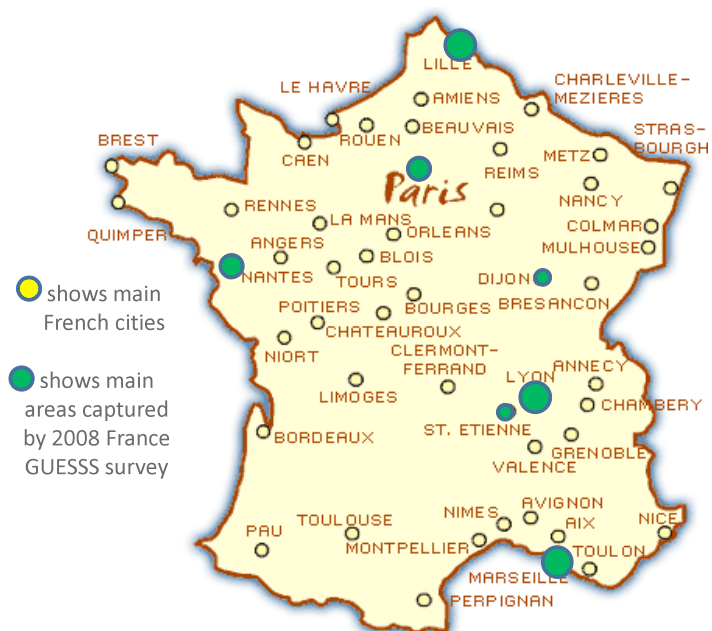 LILLE
LE HAVRE
CHARLEVILLE-
MEZIERES
AMIENS
ROUEN
BEAUVAIS
STRAS-
BOURGH
BREST
CAEN
METZ
REIMS
Paris
NANCY
RENNES
LA MANS
ORLEANS
COLMAR
QUIMPER
ANGERS
MULHOUSE
BLOIS
NANTES
TOURS
DIJON
BRESANCON
shows main
French cities
POITIERS
BOURGES
CHATEAUROUX
NIORT
CLERMONT-
FERRAND
LYON
ANNECY
shows main
areas captured
by 2008 France
GUESSS survey
LIMOGES
CHAMBERY
ST. ETIENNE
BORDEAUX
GRENOBLE
VALENCE
AVIGNON
NIMES
AIX
NICE
TOULOUSE
PAU
MONTPELLIER
TOULON
MARSEILLE
PERPIGNAN